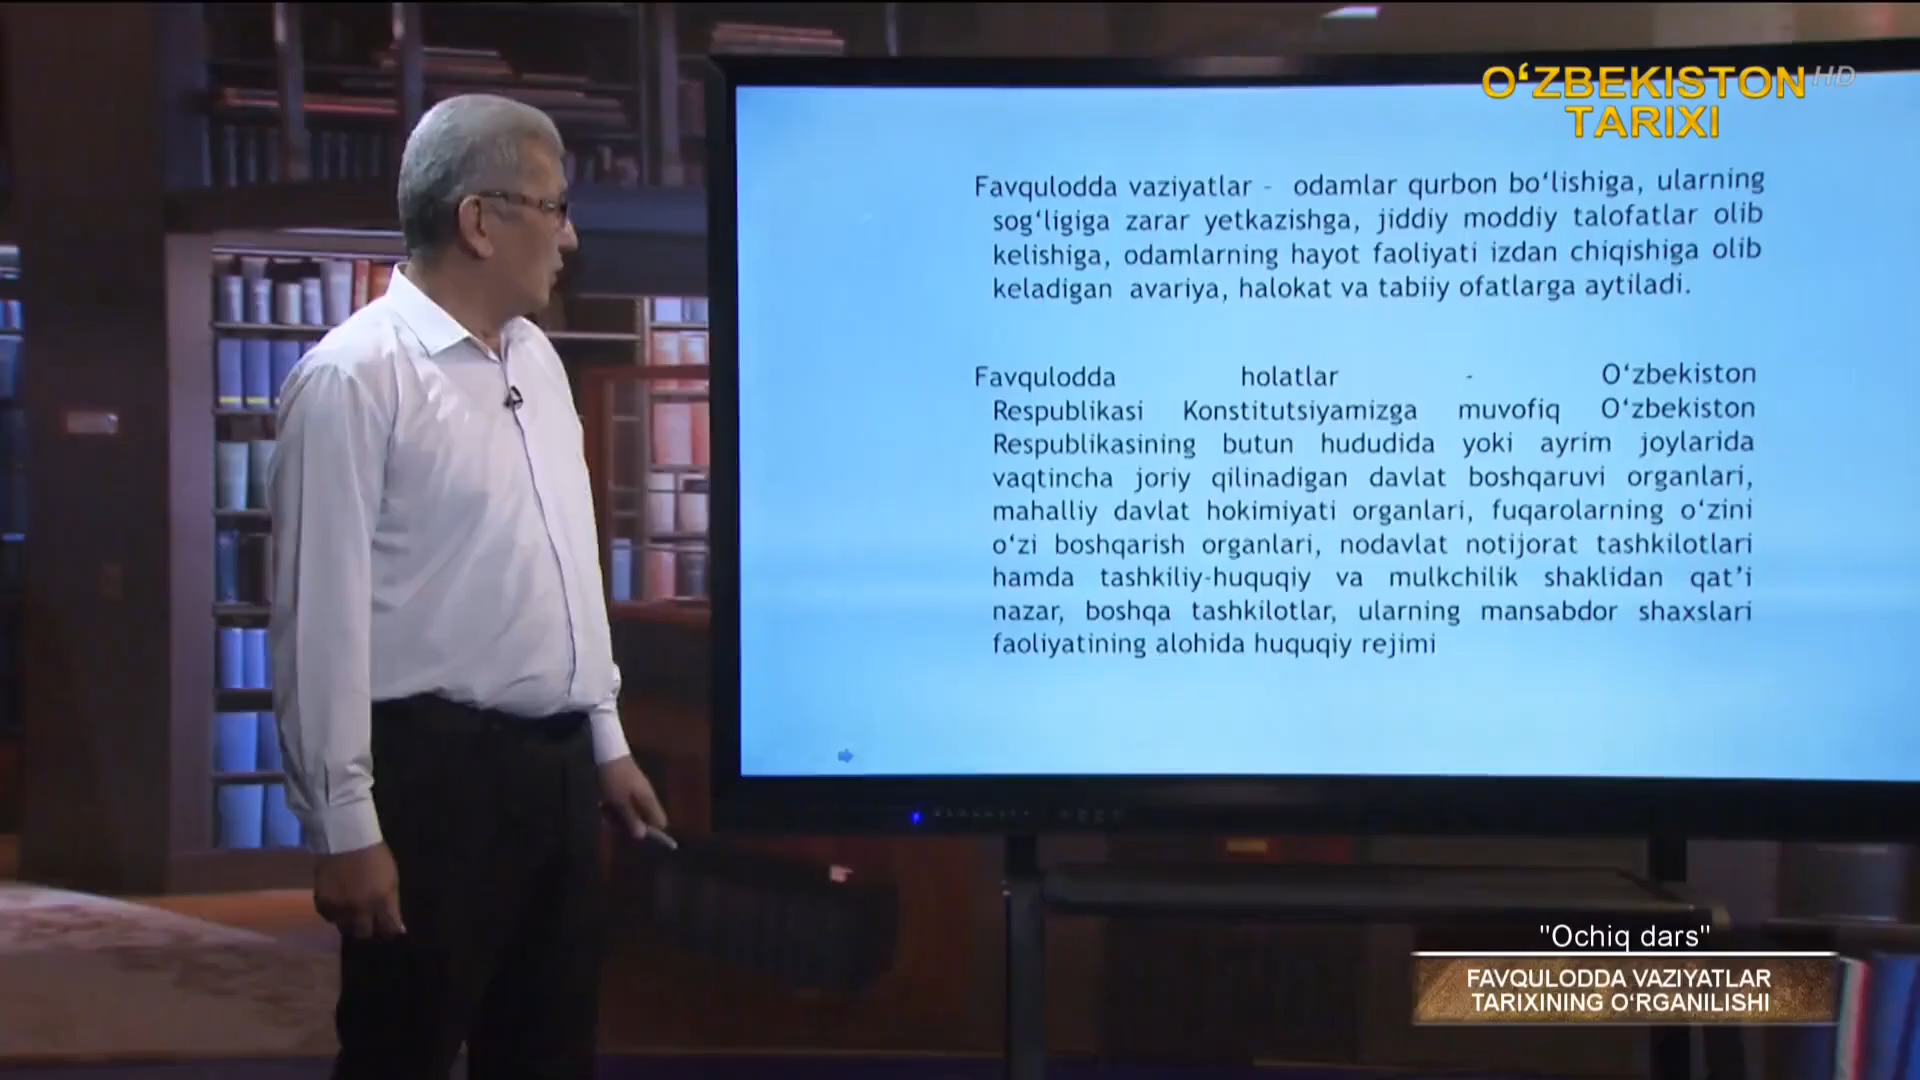 O‘ZBEKISTON HD
TARIXI
Favqulodda vaziyatlar - odamlar qurbon bo‘lishiga, ularning
sog‘ligiga zarar yetkazishga, jiddiy moddiy talofatlar olib
kelishiga, odamlarning hayot faoliyati izdan chiqishiga olib
keladigan avariya, halokat va tabiiy ofatlarga aytiladi.
Favqulodda holatlar - O‘zbekiston
Respublikasi Konstitutsiyamizga muvofiq O‘zbekiston
Respublikasining butun hududida yoki ayrim joylarida
vaqtincha joriy qilinadigan davlat boshqaruvi organlari,
mahalliy davlat hokimiyati organlari, fuqarolarning o‘zini
o‘zi boshqarish organlari, nodavlat notijorat tashkilotlari
hamda tashkiliy-huquqiy va mulkchilik shaklidan qat’i
nazar, boshqa tashkilotlar, ularning mansabdor shaxslari
faoliyatining alohida huquqiy rejimi
"Ochiq dars"
FAVQULODDA VAZIYATLAR
TARIXINING O‘RGANILISHI